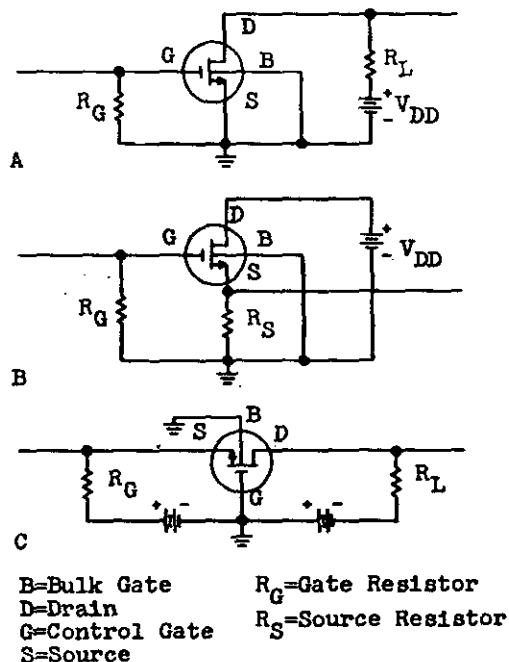 D
G B R_L
R_G S + V_DD
-
A
D
G B + V_DD
S -
R_G R_S
B
B
S D
R_G G R_L
+ - + -
C
B=Bulk Gate R_G=Gate Resistor
D=Drain
G=Control Gate R_S=Source Resistor
S=Source